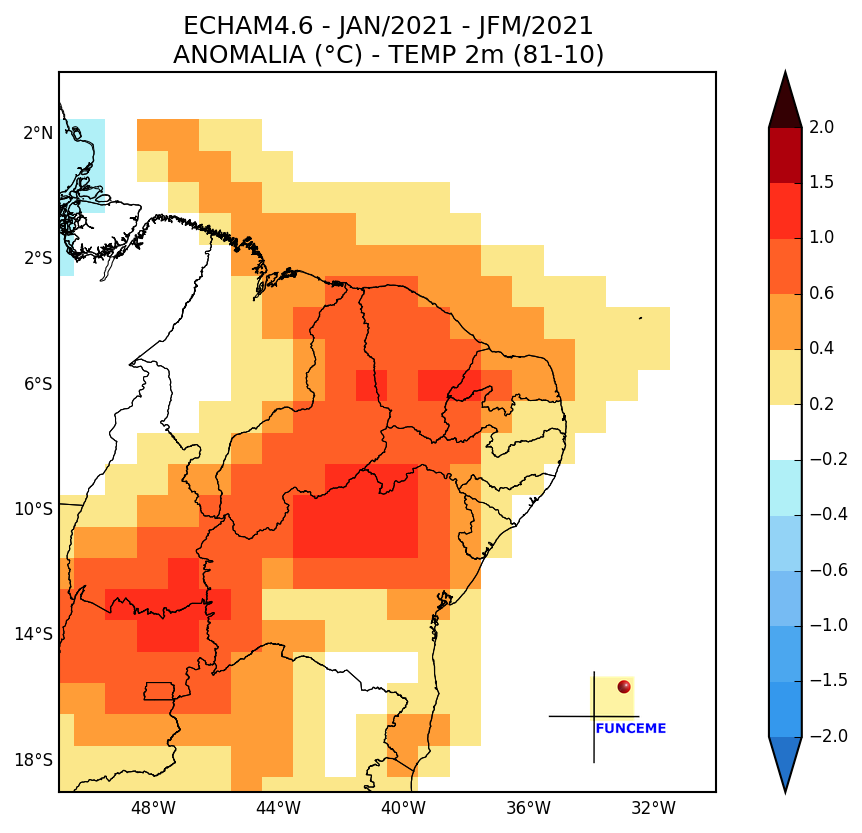 ECHAM4.6 - JAN/2021 - JFM/2021
ANOMALIA (°C) - TEMP 2m (81-10)
2°N
2°S
6°S
10°S
14°S
18°S
48°W 44°W 40°W 36°W 32°W
2.0
1.5
1.0
0.6
0.4
0.2
−0.2
−0.4
−0.6
−1.0
−1.5
−2.0
FUNCEME